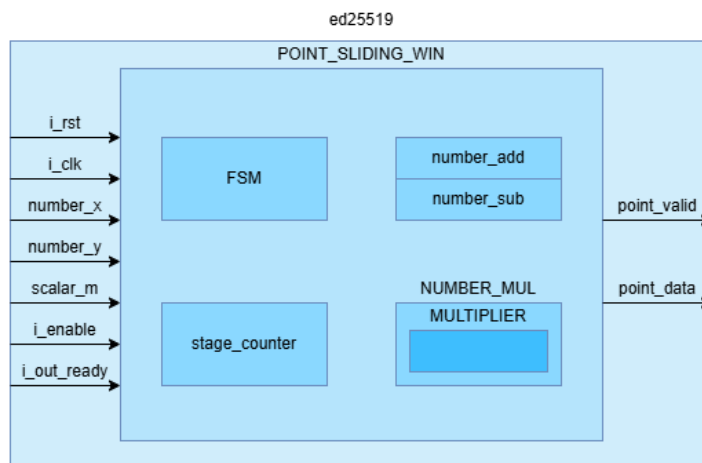 ed25519
POINT_SLIDING_WIN
i_rst
i_clk
number_x
number_y
scalar_m
i_enable
i_out_ready
FSM
number_add
number_sub
stage_counter
NUMBER_MUL
MULTIPLIER
point_valid
point_data